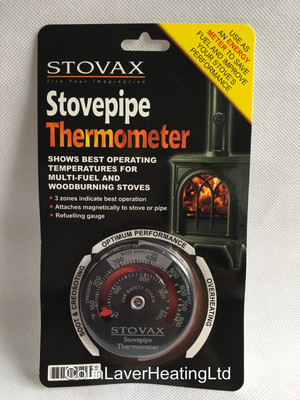 USE AS
AN ENERGY
METER TO SAVE
FUEL AND IMPROVE
YOUR STOVE'S
PERFORMANCE
STOVAX
Fire Your Imagination
Stovepipe
Thermometer
SHOWS BEST OPERATING
TEMPERATURES FOR
MULTI-FUEL AND
WOODBURNING STOVES
• 3 zones indicate best operation
• Attaches magnetically to stove or pipe
• Refuelling gauge
OPTIMUM PERFORMANCE
SOOT & CREOSOTING
OVERHEATING
STOVAX
Stovepipe
Thermometer
ColinLaverHeatingLtd